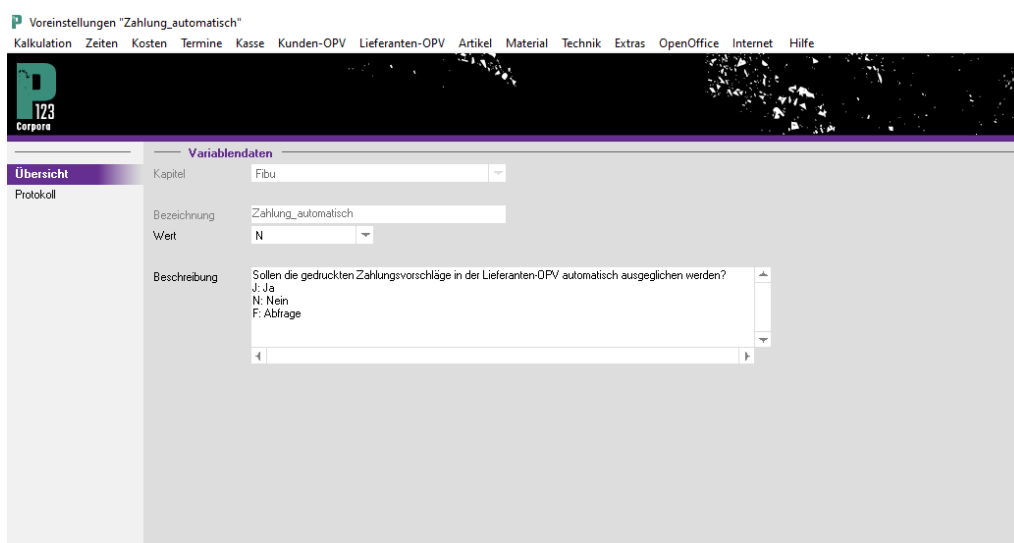 Voreinstellungen "Zahlung_automatisch"
Kalkulation Zeiten Kosten Termine Kasse Kunden-OPV Lieferanten-OPV Artikel Material Technik Extras OpenOffice Internet Hilfe
P
123
Corpora
Variablendaten
Übersicht
Protokoll
Kapitel Fibu
Bezeichnung Zahlung_automatisch
Wert N
Beschreibung Sollen die gedruckten Zahlungsvorschläge in der Lieferanten-OPV automatisch ausgeglichen werden?
J: Ja
N: Nein
F: Abfrage